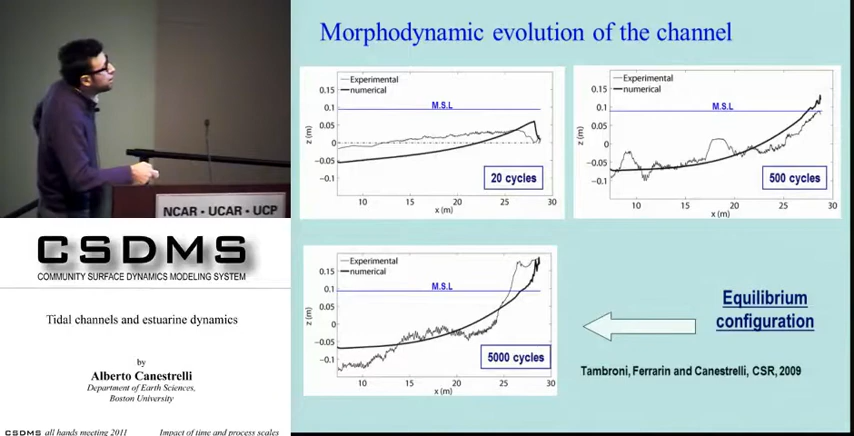 NCAR • UCAR • UCP
CSDMS
COMMUNITY SURFACE DYNAMICS MODELING SYSTEM
Tidal channels and estuarine dynamics
by
Alberto Canestrelli
Department of Earth Sciences,
Boston University
CSDMS all hands meeting 2011
Impact of time and process scales
Morphodynamic evolution of the channel
Experimental
numerical
M.S.L
z (m)
0.15
0.1
0.05
0
−0.05
−0.1
20 cycles
10 15 20 25 30
x (m)
Experimental
numerical
M.S.L
z (m)
0.15
0.1
0.05
0
−0.05
−0.1
500 cycles
10 15 20 25 30
x (m)
Experimental
numerical
M.S.L
z (m)
0.15
0.1
0.05
0
−0.05
−0.1
5000 cycles
10 15 20 25 30
x (m)
Equilibrium
configuration
Tambroni, Ferrarin and Canestrelli, CSR, 2009